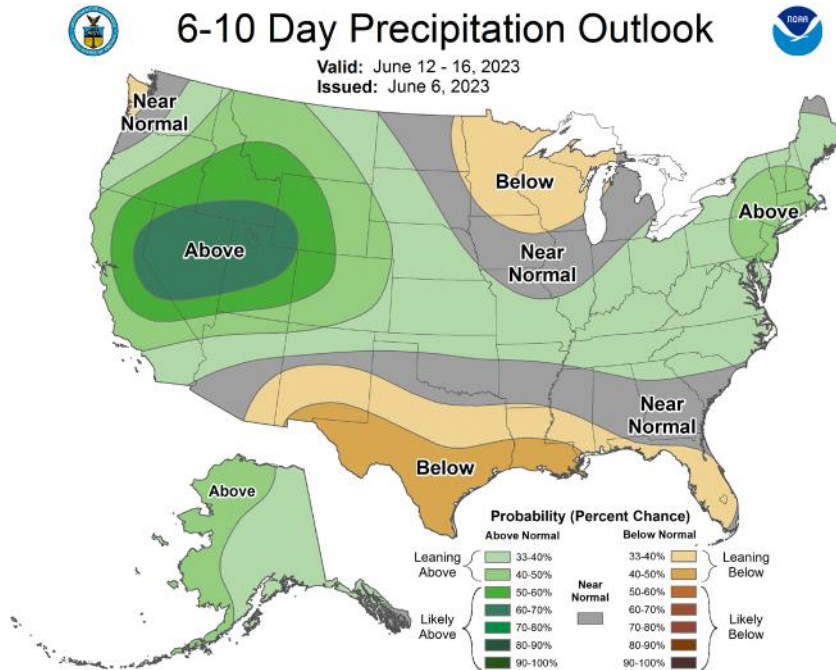 6-10 Day Precipitation Outlook
NOAA
Valid: June 12 - 16, 2023
Issued: June 6, 2023
Near
Normal
Below
Above
Above
Near
Normal
Near
Normal
Below
Above
Probability (Percent Chance)
Above Normal
Below Normal
Leaning
Above
33-40%
40-50%
Likely
Above
50-60%
60-70%
70-80%
80-90%
90-100%
Near
Normal
33-40%
40-50%
Leaning
Below
50-60%
60-70%
70-80%
80-90%
90-100%
Likely
Below